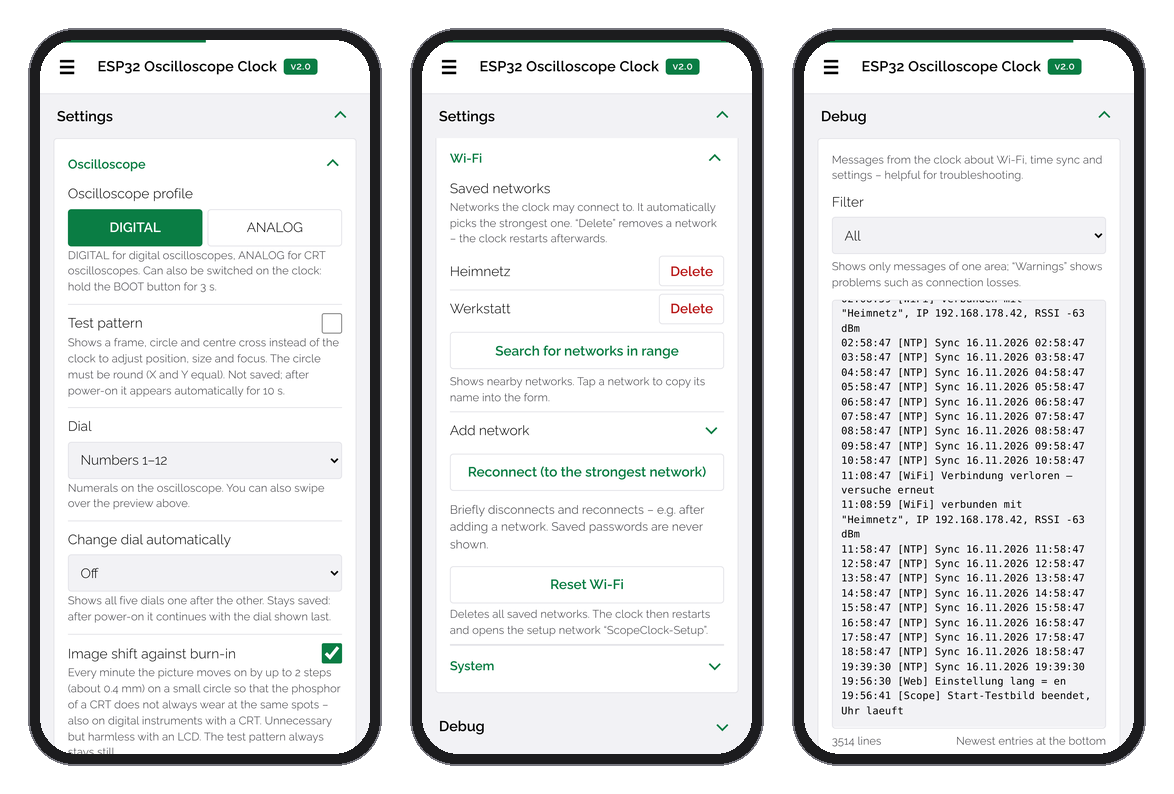 ESP32 Oscilloscope Clock v2.0
Settings
Oscilloscope
Oscilloscope profile
DIGITAL
ANALOG
DIGITAL for digital oscilloscopes, ANALOG for CRT
oscilloscopes. Can also be switched on the clock:
hold the BOOT button for 3 s.
Test pattern
Shows a frame, circle and centre cross instead of the
clock to adjust position, size and focus. The circle
must be round (X and Y equal). Not saved; after
power-on it appears automatically for 10 s.
Dial
Numbers 1–12
Numerals on the oscilloscope. You can also swipe
over the preview above.
Change dial automatically
Off
Shows all five dials one after the other. Stays saved:
after power-on it continues with the dial shown last.
Image shift against burn-in
Every minute the picture moves on by up to 2 steps
(about 0.4 mm) on a small circle so that the phosphor
of a CRT does not always wear at the same spots –
also on digital instruments with a CRT. Unnecessary
but harmless with an LCD. The test pattern always
stays still.
ESP32 Oscilloscope Clock v2.0
Settings
Wi-Fi
Saved networks
Networks the clock may connect to. It automatically
picks the strongest one. “Delete” removes a network
– the clock restarts afterwards.
Heimnetz
Delete
Werkstatt
Delete
Search for networks in range
Shows nearby networks. Tap a network to copy its
name into the form.
Add network
Reconnect (to the strongest network)
Briefly disconnects and reconnects – e.g. after
adding a network. Saved passwords are never
shown.
Reset Wi-Fi
Deletes all saved networks. The clock then restarts
and opens the setup network “ScopeClock-Setup”.
System
Debug
ESP32 Oscilloscope Clock v2.0
Debug
Messages from the clock about Wi-Fi, time sync and
settings – helpful for troubleshooting.
Filter
All
Shows only messages of one area; “Warnings” shows
problems such as connection losses.
02:08:59 [WiFi] verbunden mit
"Heimnetz", IP 192.168.178.42, RSSI -63
dBm
02:58:47 [NTP] Sync 16.11.2026 02:58:47
03:58:47 [NTP] Sync 16.11.2026 03:58:47
04:58:47 [NTP] Sync 16.11.2026 04:58:47
05:58:47 [NTP] Sync 16.11.2026 05:58:47
06:58:47 [NTP] Sync 16.11.2026 06:58:47
07:58:47 [NTP] Sync 16.11.2026 07:58:47
08:58:47 [NTP] Sync 16.11.2026 08:58:47
09:58:47 [NTP] Sync 16.11.2026 09:58:47
10:58:47 [NTP] Sync 16.11.2026 10:58:47
11:08:47 [WiFi] Verbindung verloren –
versuche erneut
11:08:59 [WiFi] verbunden mit
"Heimnetz", IP 192.168.178.42, RSSI -63
dBm
11:58:47 [NTP] Sync 16.11.2026 11:58:47
12:58:47 [NTP] Sync 16.11.2026 12:58:47
13:58:47 [NTP] Sync 16.11.2026 13:58:47
14:58:47 [NTP] Sync 16.11.2026 14:58:47
15:58:47 [NTP] Sync 16.11.2026 15:58:47
16:58:47 [NTP] Sync 16.11.2026 16:58:47
17:58:47 [NTP] Sync 16.11.2026 17:58:47
18:58:47 [NTP] Sync 16.11.2026 18:58:47
19:39:30 [NTP] Sync 16.11.2026 19:39:30
19:56:30 [Web] Einstellung lang = en
19:56:41 [Scope] Start-Testbild beendet,
Uhr laeuft
3514 lines
Newest entries at the bottom